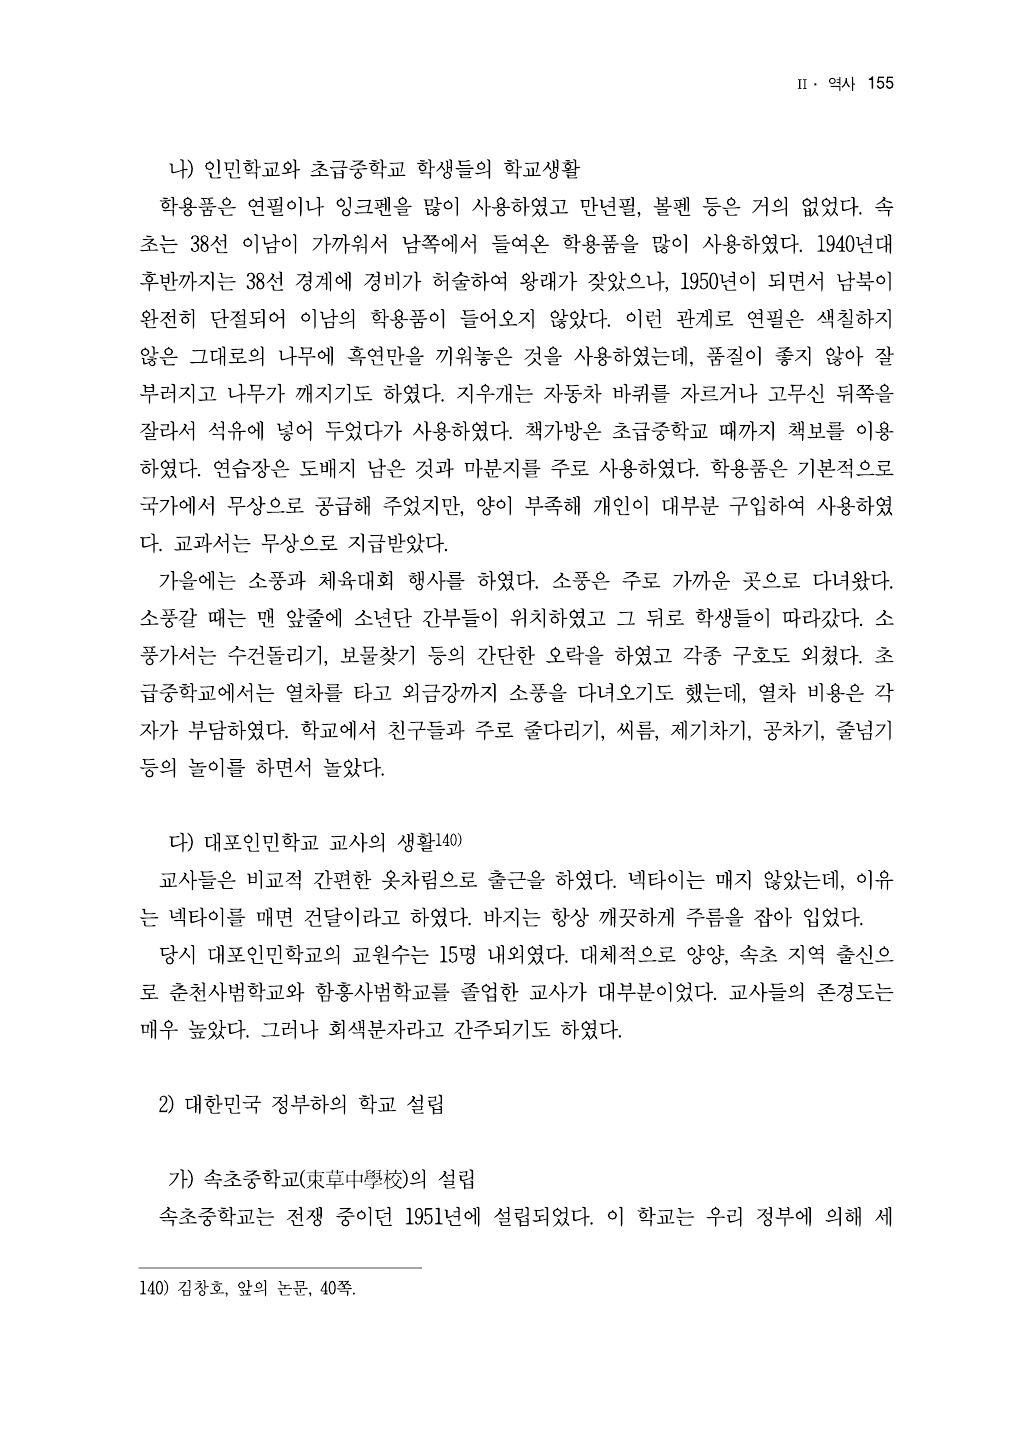 II · 역사 155
나) 인민학교와 초급중학교 학생들의 학교생활
학용품은 연필이나 잉크펜을 많이 사용하였고 만년필, 볼펜 등은 거의 없었다. 속
초는 38선 이남이 가까워서 남쪽에서 들여온 학용품을 많이 사용하였다. 1940년대
후반까지는 38선 경계에 경비가 허술하여 왕래가 잦았으나, 1950년이 되면서 남북이
완전히 단절되어 이남의 학용품이 들어오지 않았다. 이런 관계로 연필은 색칠하지
않은 그대로의 나무에 흑연만을 끼워놓은 것을 사용하였는데, 품질이 좋지 않아 잘
부러지고 나무가 깨지기도 하였다. 지우개는 자동차 바퀴를 자르거나 고무신 뒤쪽을
잘라서 석유에 넣어 두었다가 사용하였다. 책가방은 초급중학교 때까지 책보를 이용
하였다. 연습장은 도배지 남은 것과 마분지를 주로 사용하였다. 학용품은 기본적으로
국가에서 무상으로 공급해 주었지만, 양이 부족해 개인이 대부분 구입하여 사용하였
다. 교과서는 무상으로 지급받았다.
가을에는 소풍과 체육대회 행사를 하였다. 소풍은 주로 가까운 곳으로 다녀왔다.
소풍갈 때는 맨 앞줄에 소년단 간부들이 위치하였고 그 뒤로 학생들이 따라갔다. 소
풍가서는 수건돌리기, 보물찾기 등의 간단한 오락을 하였고 각종 구호도 외쳤다. 초
급중학교에서는 열차를 타고 외금강까지 소풍을 다녀오기도 했는데, 열차 비용은 각
자가 부담하였다. 학교에서 친구들과 주로 줄다리기, 씨름, 제기차기, 공차기, 줄넘기
등의 놀이를 하면서 놀았다.
다) 대포인민학교 교사의 생활140)
교사들은 비교적 간편한 옷차림으로 출근을 하였다. 넥타이는 매지 않았는데, 이유
는 넥타이를 매면 건달이라고 하였다. 바지는 항상 깨끗하게 주름을 잡아 입었다.
당시 대포인민학교의 교원수는 15명 내외였다. 대체적으로 양양, 속초 지역 출신으
로 춘천사범학교와 함흥사범학교를 졸업한 교사가 대부분이었다. 교사들의 존경도는
매우 높았다. 그러나 회색분자라고 간주되기도 하였다.
2) 대한민국 정부하의 학교 설립
가) 속초중학교(束草中學校)의 설립
속초중학교는 전쟁 중이던 1951년에 설립되었다. 이 학교는 우리 정부에 의해 세
140) 김창호, 앞의 논문, 40쪽.